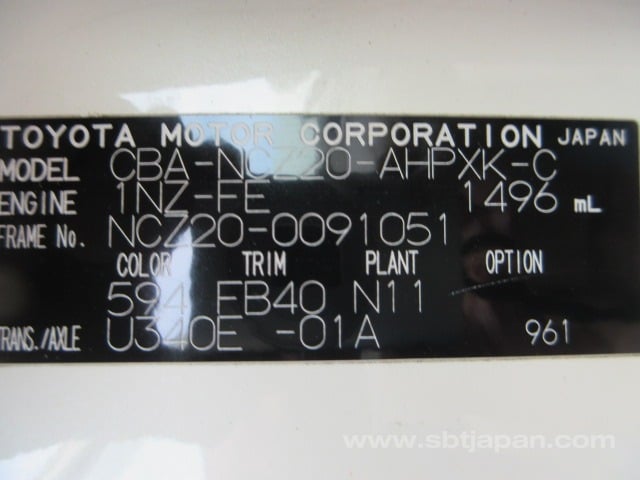 TOYOTA MOTOR CORPORATION JAPAN
MODEL CBA-NCZ20-AHPXK-C
ENGINE 1NZ-FE 1496 mL
FRAME No. NCZ20-0091051
COLOR TRIM PLANT OPTION
594 FB40 N11
TRANS./AXLE U340E -01A 961
www.sbtjapan.com